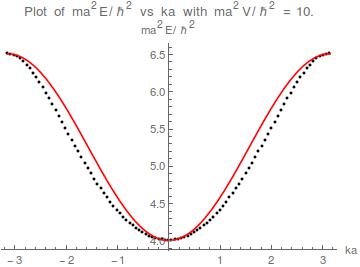 Plot of ma² E/ℏ² vs ka with ma² V/ℏ² = 10.
ma² E/ℏ²
6.5
6.0
5.5
5.0
4.5
4.0
-3 -2 -1 1 2 3 ka